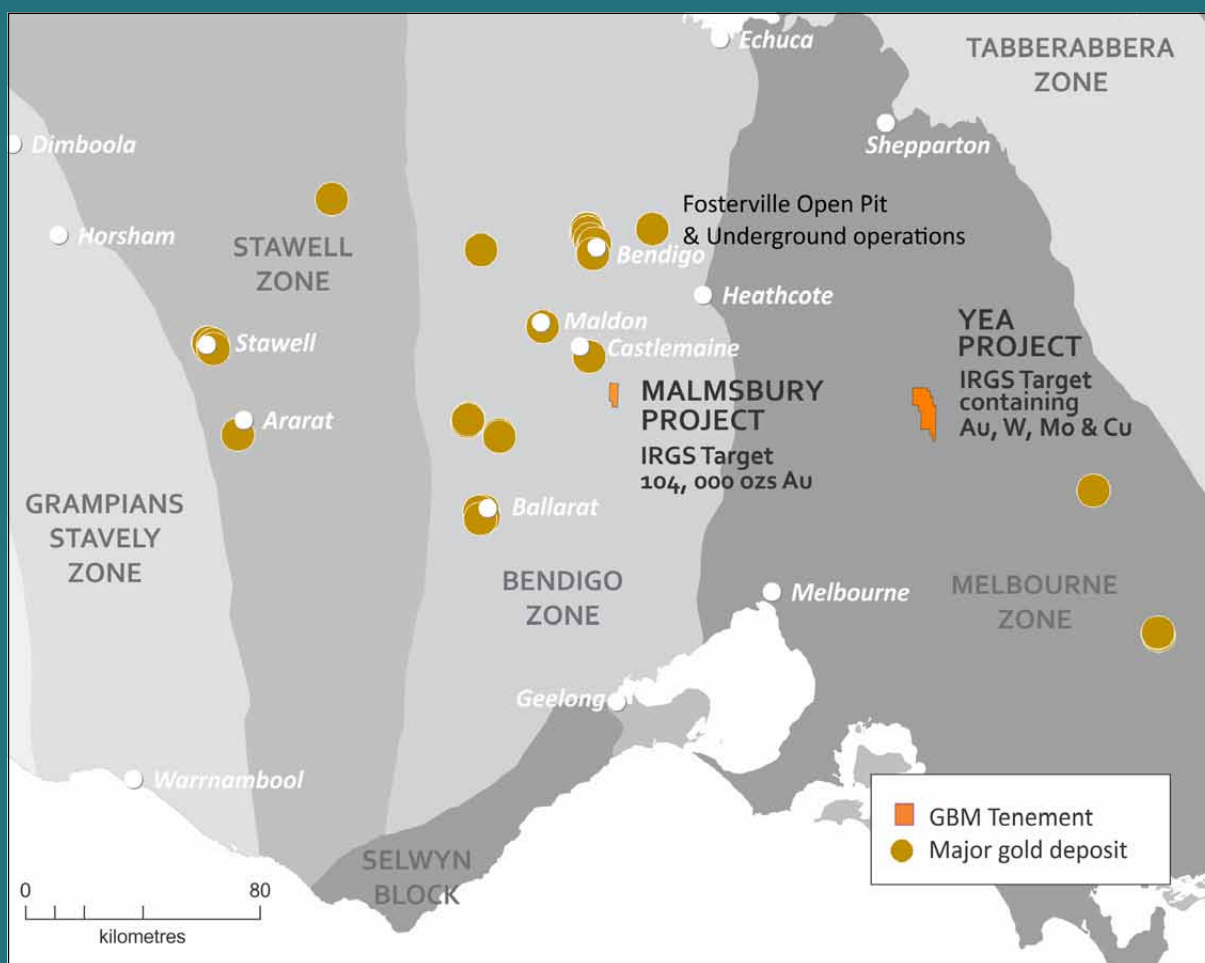 Echuca
TABBERABBERA
ZONE
Dimboola
Shepparton
Horsham
STAWELL
ZONE
Fosterville Open Pit
& Underground operations
Bendigo
Heathcote
Stawell
Maldon
Castlemaine
YEA
PROJECT
IRGS Target
containing
Au, W, Mo & Cu
MALMSBURY
PROJECT
IRGS Target
104, 000 ozs Au
Ararat
GRAMPIANS
STAVELY
ZONE
Ballarat
BENDIGO
ZONE
Melbourne
MELBOURNE
ZONE
Geelong
Warrnambool
SELWYN
BLOCK
GBM Tenement
Major gold deposit
0 80
kilometres